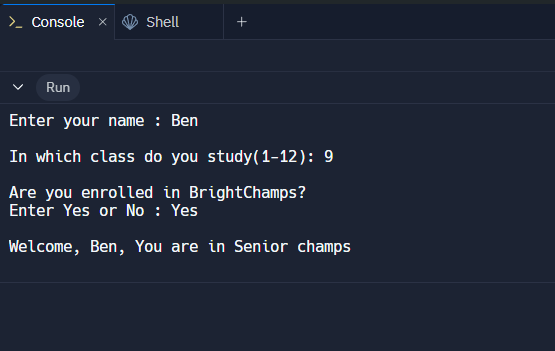 Console
Shell
Run
Enter your name : Ben
In which class do you study(1-12): 9
Are you enrolled in BrightChamps?
Enter Yes or No : Yes
Welcome, Ben, You are in Senior champs